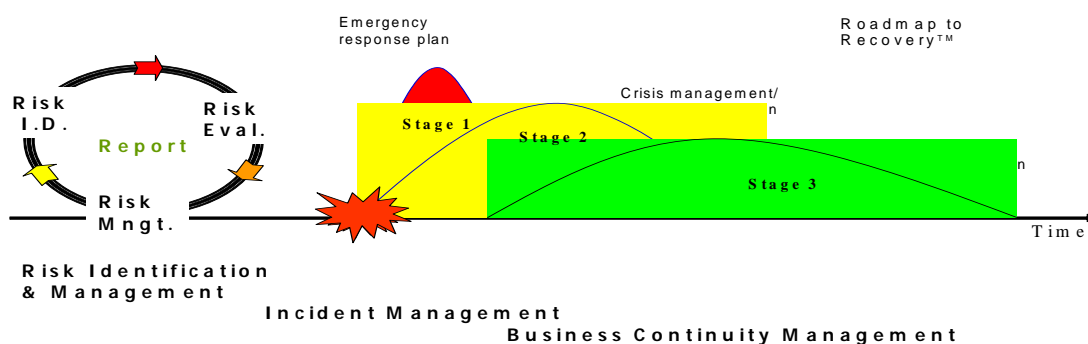 Emergency
response plan
Roadmap to
Recovery™
Risk
I.D.
Risk
Eval.
Report
Risk
Mngt.
Crisis management/
n
Stage 1
Stage 2
n
Stage 3
Time
Risk Identification
& Management
Incident Management
Business Continuity Management